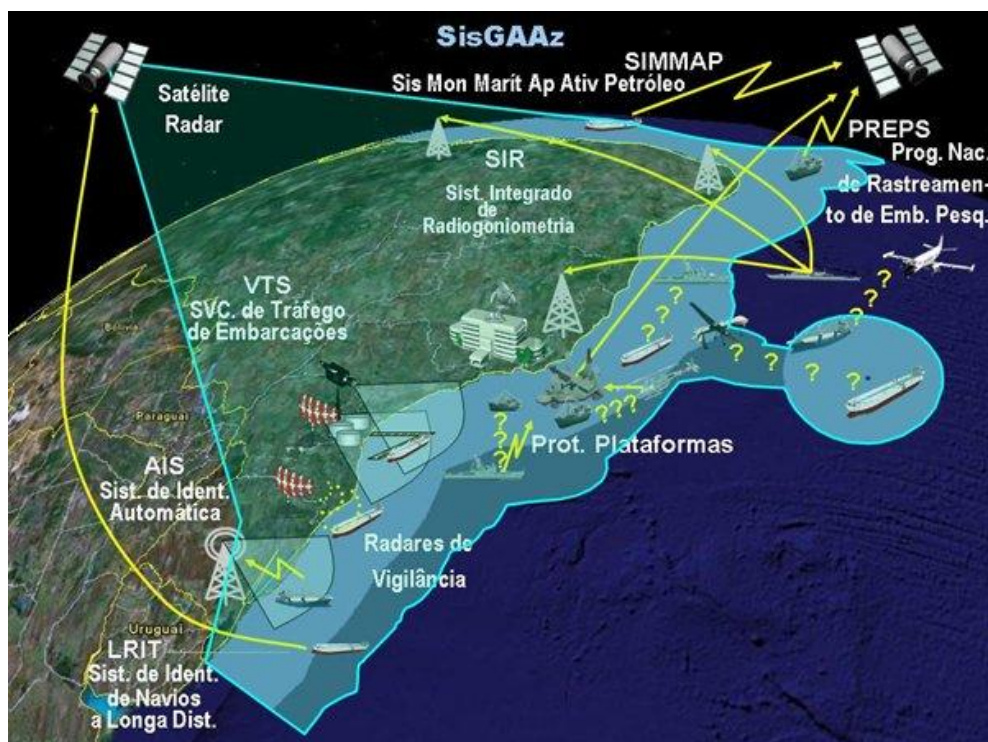 SisGAAz
SIMMAP
Sis Mon Marít Ap Ativ Petróleo
Satélite
Radar
PREPS
Prog. Nac.
de Rastreamen-
to de Emb. Pesq.
SIR
Sist. Integrado
de
Radiogoniometria
VTS
SVC. de Tráfego
de Embarcações
Bolívia
Paraguai
? ? ? ? ? ? ? ? ? ? ? ? ? ? ? ? ?
Prot. Plataformas
AIS
Sist. de Ident.
Automática
Radares de
Vigilância
Uruguai
LRIT
Sist. de Ident.
de Navios
a Longa Dist.